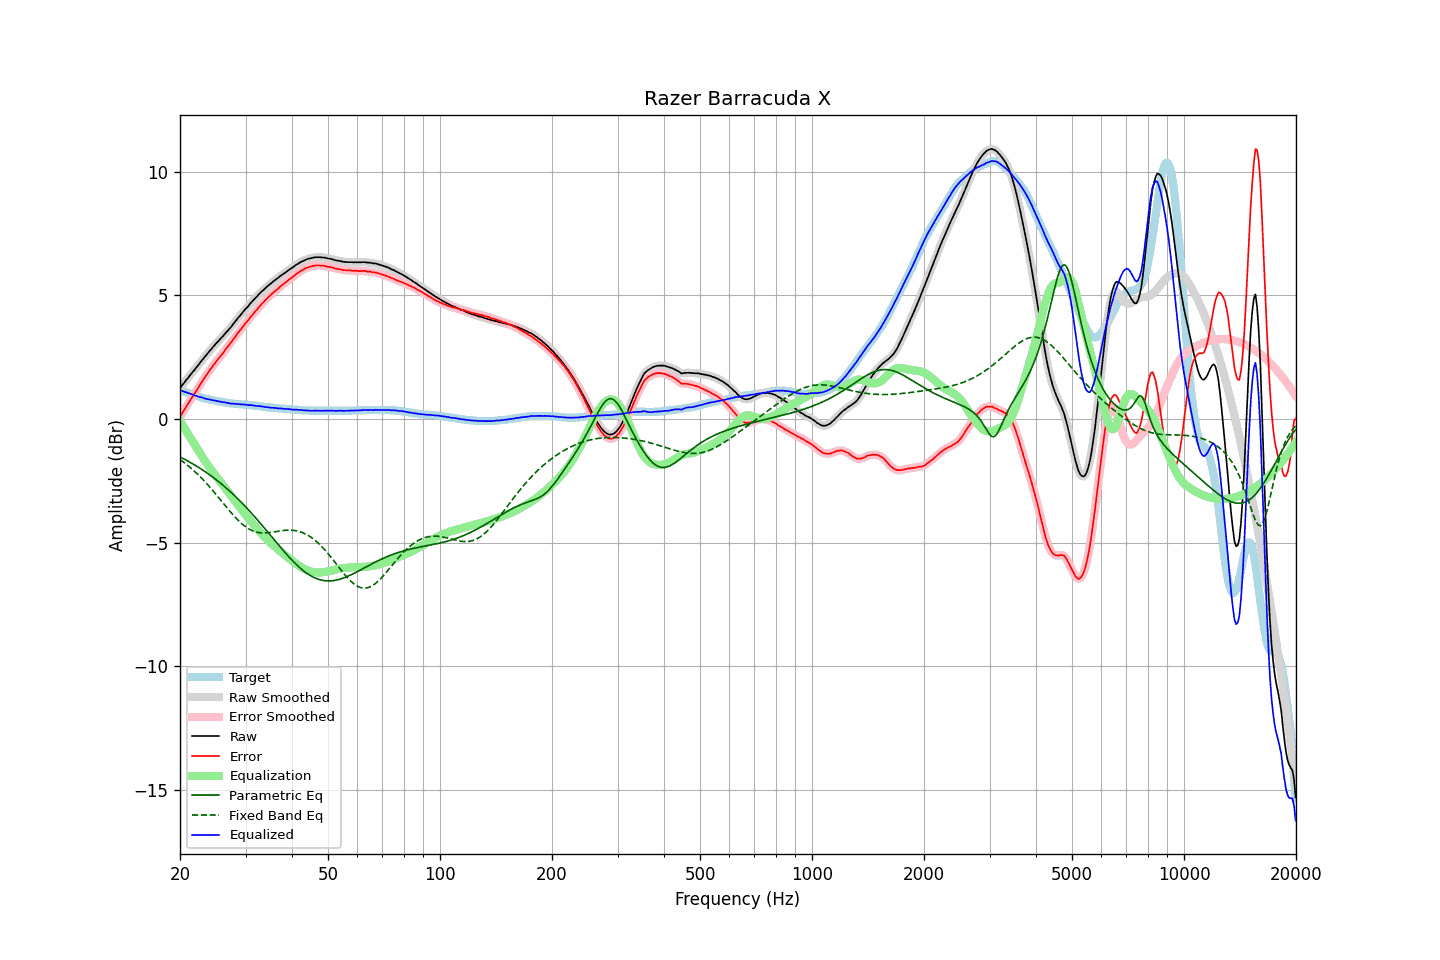 Razer Barracuda X
Amplitude (dBr)
10
5
0
−5
−10
−15
Target
Raw Smoothed
Error Smoothed
Raw
Error
Equalization
Parametric Eq
Fixed Band Eq
Equalized
20 50 100 200 500 1000 2000 5000 10000 20000
Frequency (Hz)